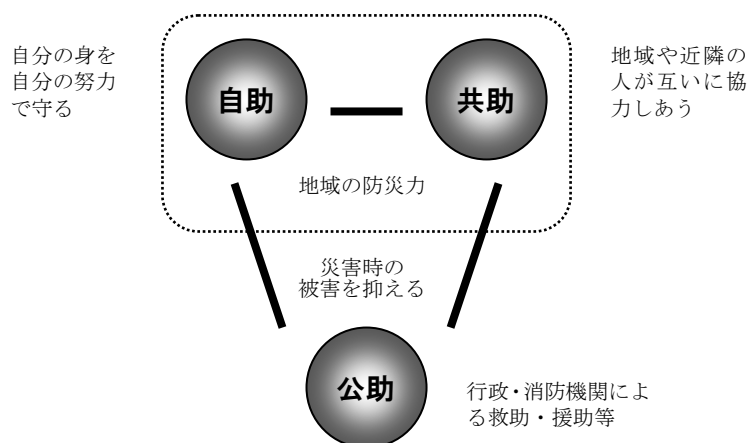 自分の身を
自分の努力
で守る
自助
共助
地域や近隣の
人が互いに協
力しあう
地域の防災力
災害時の
被害を抑える
公助
行政・消防機関によ
る救助・援助等